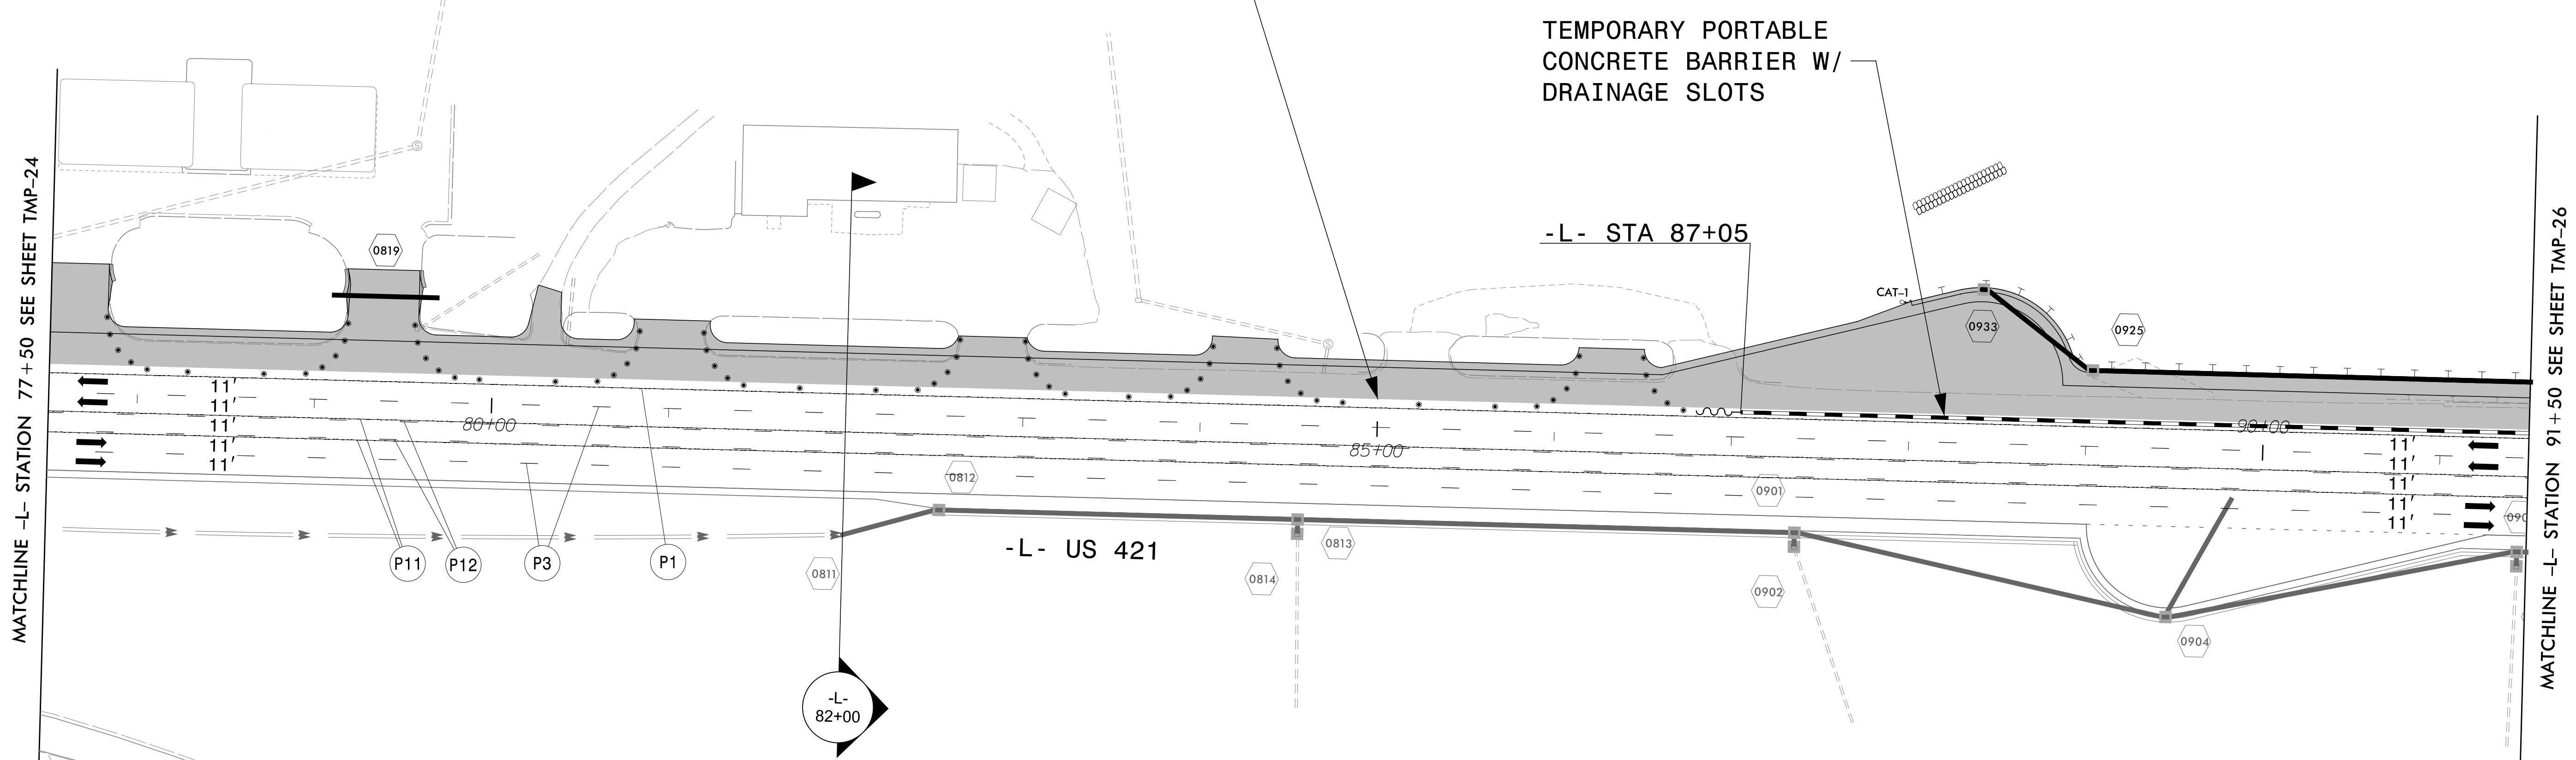 TEMPORARY PORTABLE
CONCRETE BARRIER W/
DRAINAGE SLOTS
-L- STA 87+05
MATCHLINE -L- STATION 77+50 SEE SHEET TMP-24
MATCHLINE -L- STATION 91+50 SEE SHEET TMP-26
S
0819
S
CAT-1
0933
0925
11'
11'
11'
11'
11'
80+00
85+00
90+00
11'
11'
11'
11'
11'
0812
0901
090
P11
P12
P3
P1
0811
-L- US 421
0813
0814
0902
0904
-L-
82+00